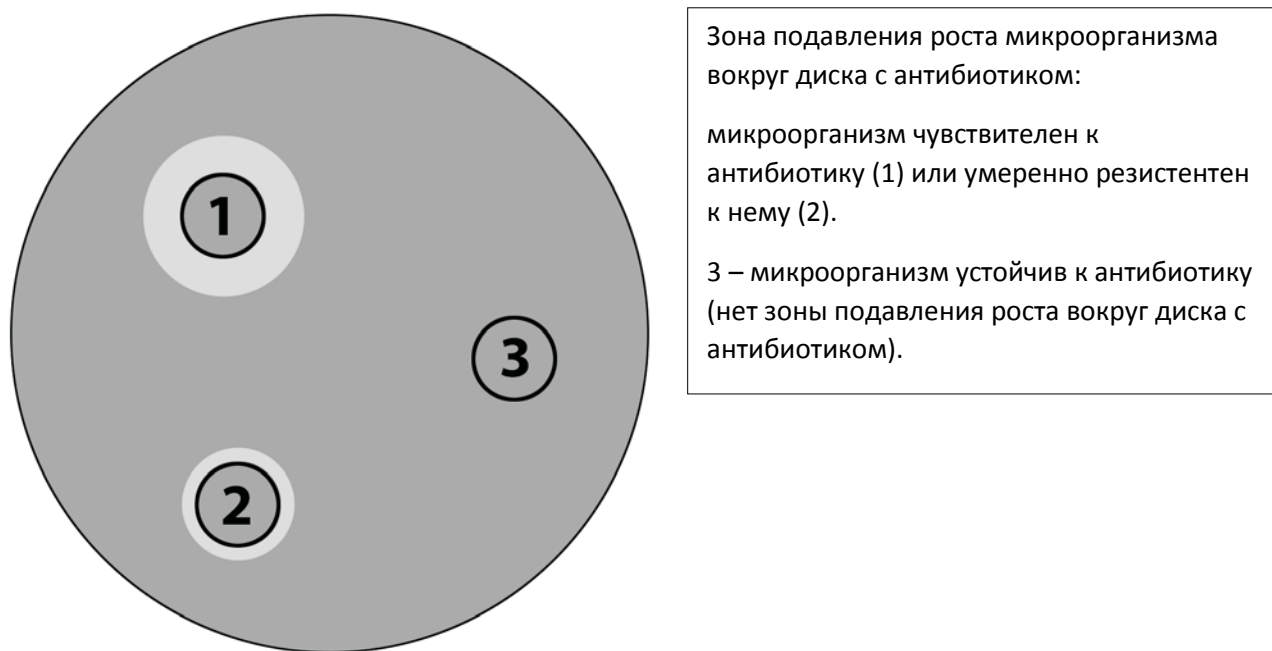 1
2
3
Зона подавления роста микроорганизма
вокруг диска с антибиотиком:
микроорганизм чувствителен к
антибиотику (1) или умеренно резистентен
к нему (2).
3 – микроорганизм устойчив к антибиотику
(нет зоны подавления роста вокруг диска с
антибиотиком).